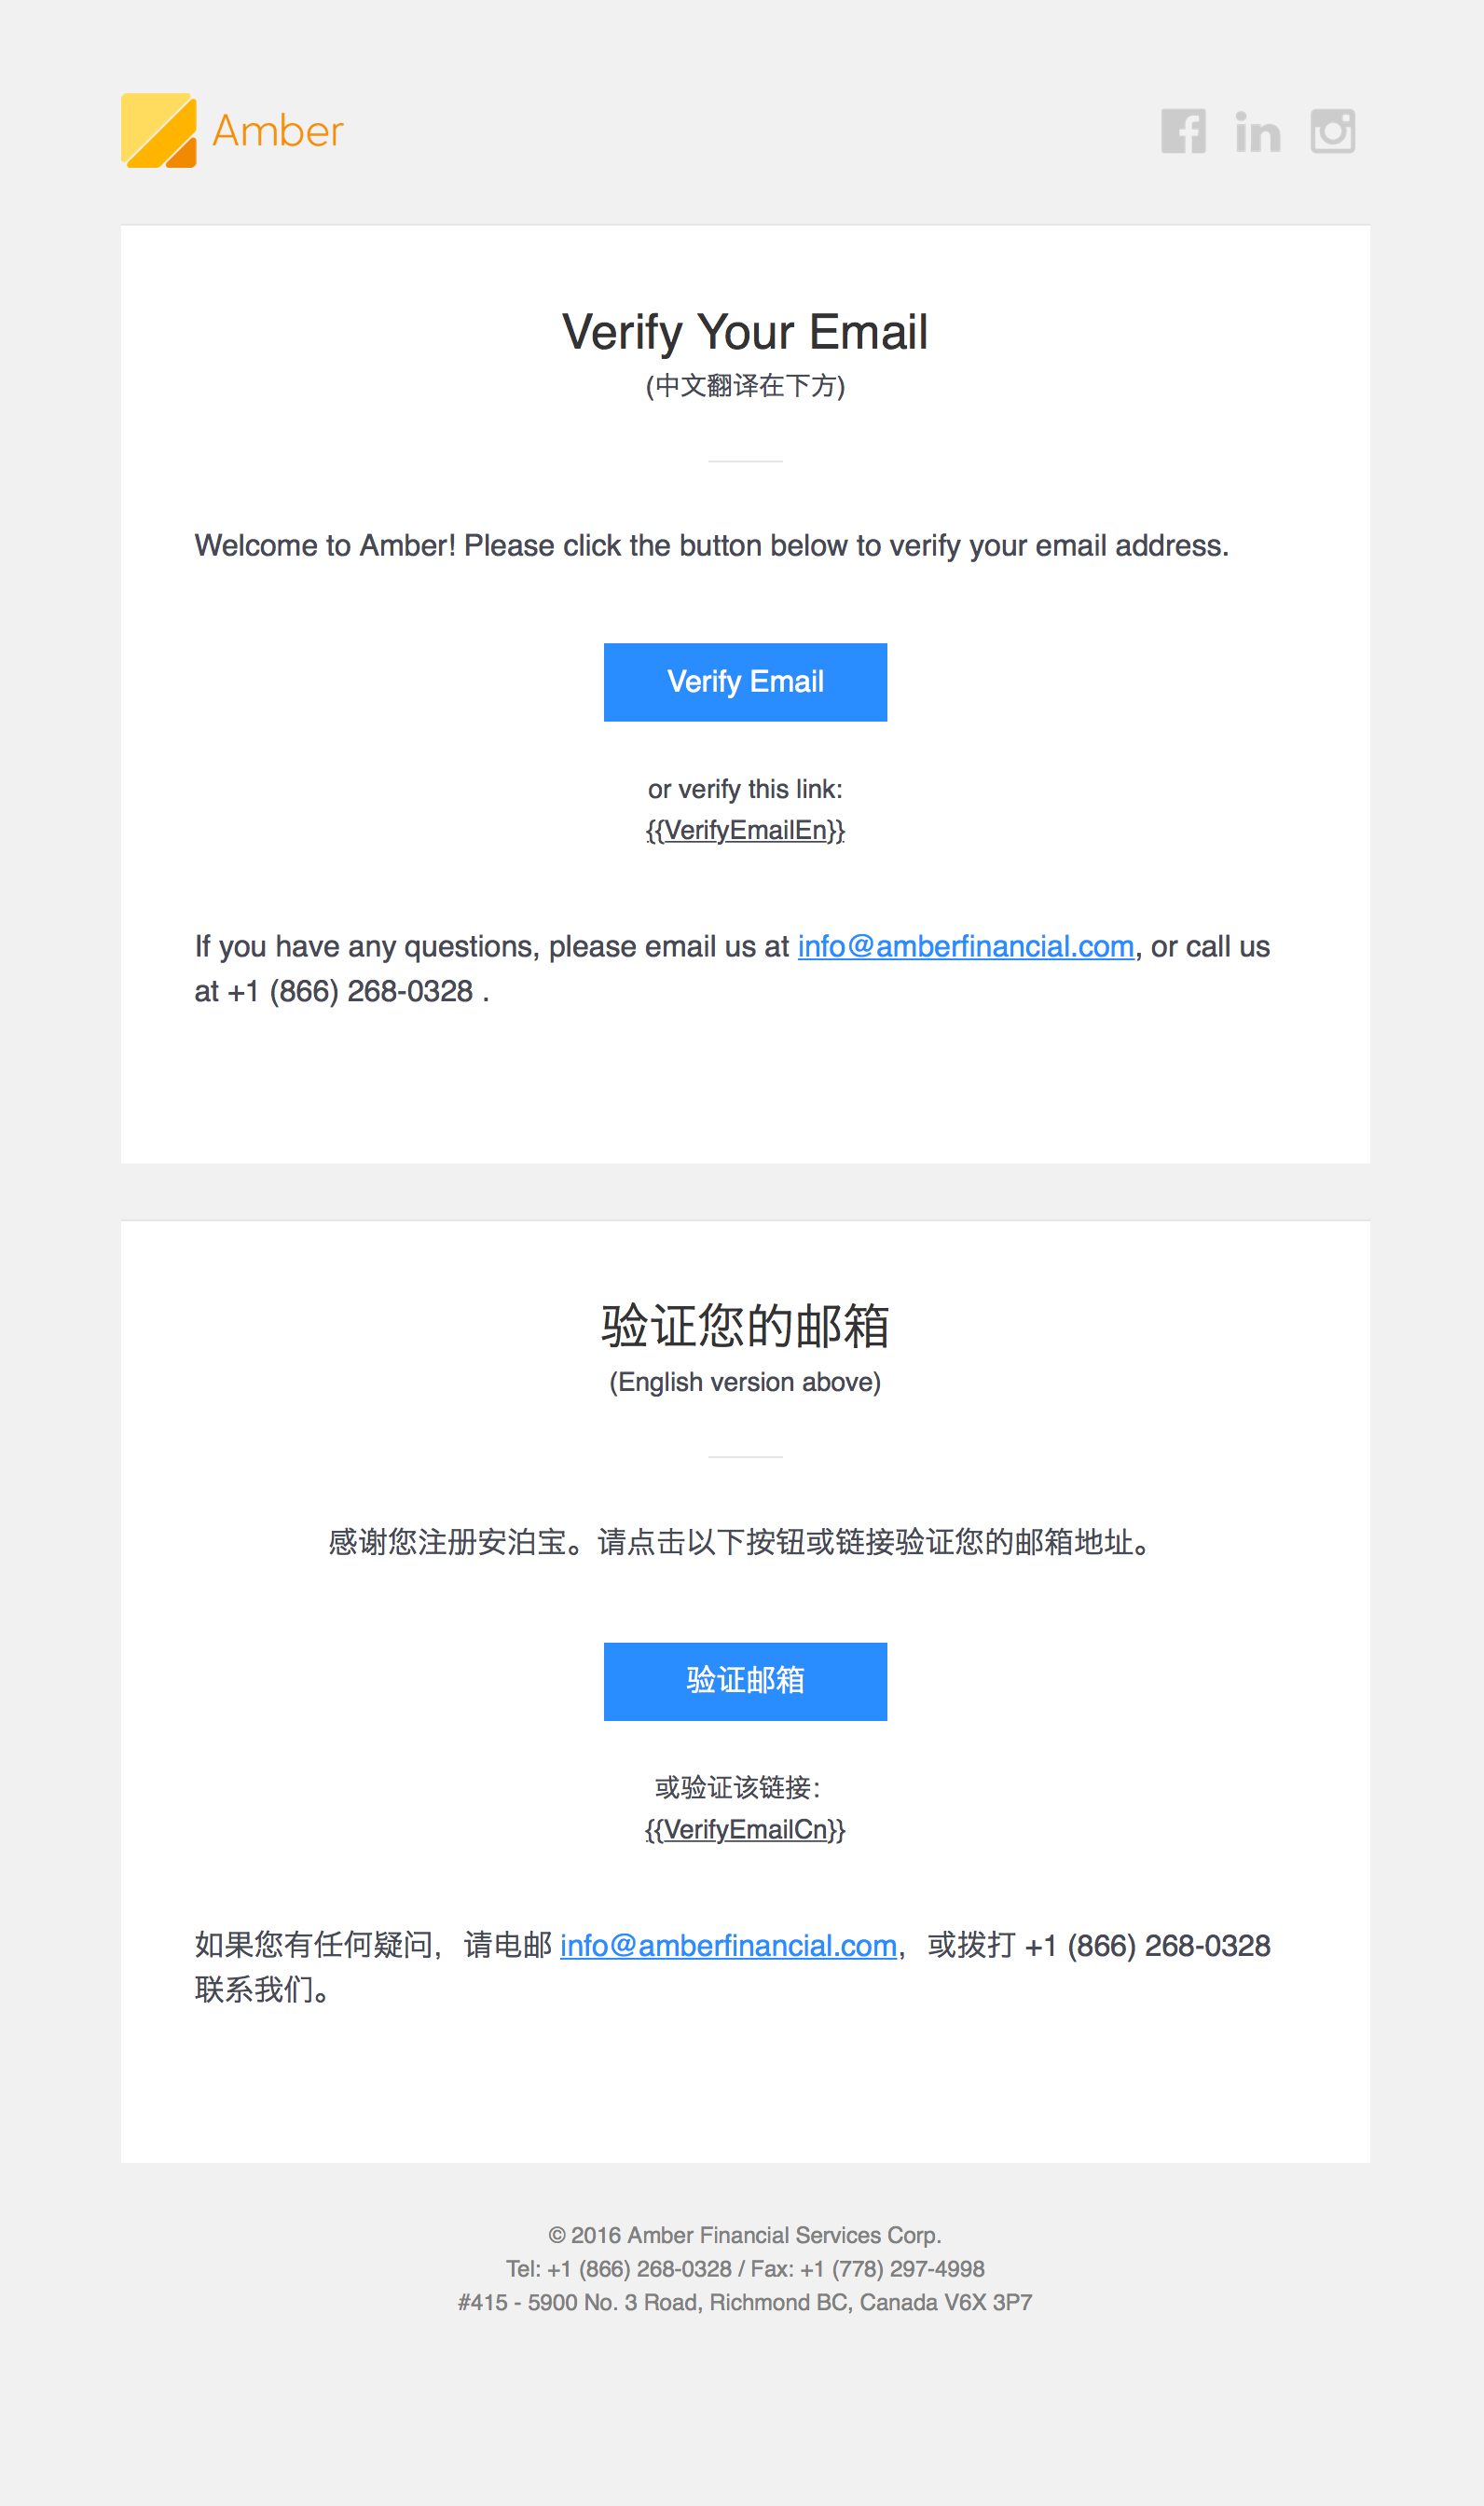 Amber
Verify Your Email
(中文翻译在下方)
Welcome to Amber! Please click the button below to verify your email address.
Verify Email
or verify this link:
{{VerifyEmailEn}}
If you have any questions, please email us at info@amberfinancial.com, or call us
at +1 (866) 268-0328 .
验证您的邮箱
(English version above)
感谢您注册安泊宝。请点击以下按钮或链接验证您的邮箱地址。
验证邮箱
或验证该链接：
{{VerifyEmailCn}}
如果您有任何疑问，请电邮 info@amberfinancial.com，或拨打 +1 (866) 268-0328
联系我们。
© 2016 Amber Financial Services Corp.
Tel: +1 (866) 268-0328 / Fax: +1 (778) 297-4998
#415 - 5900 No. 3 Road, Richmond BC, Canada V6X 3P7